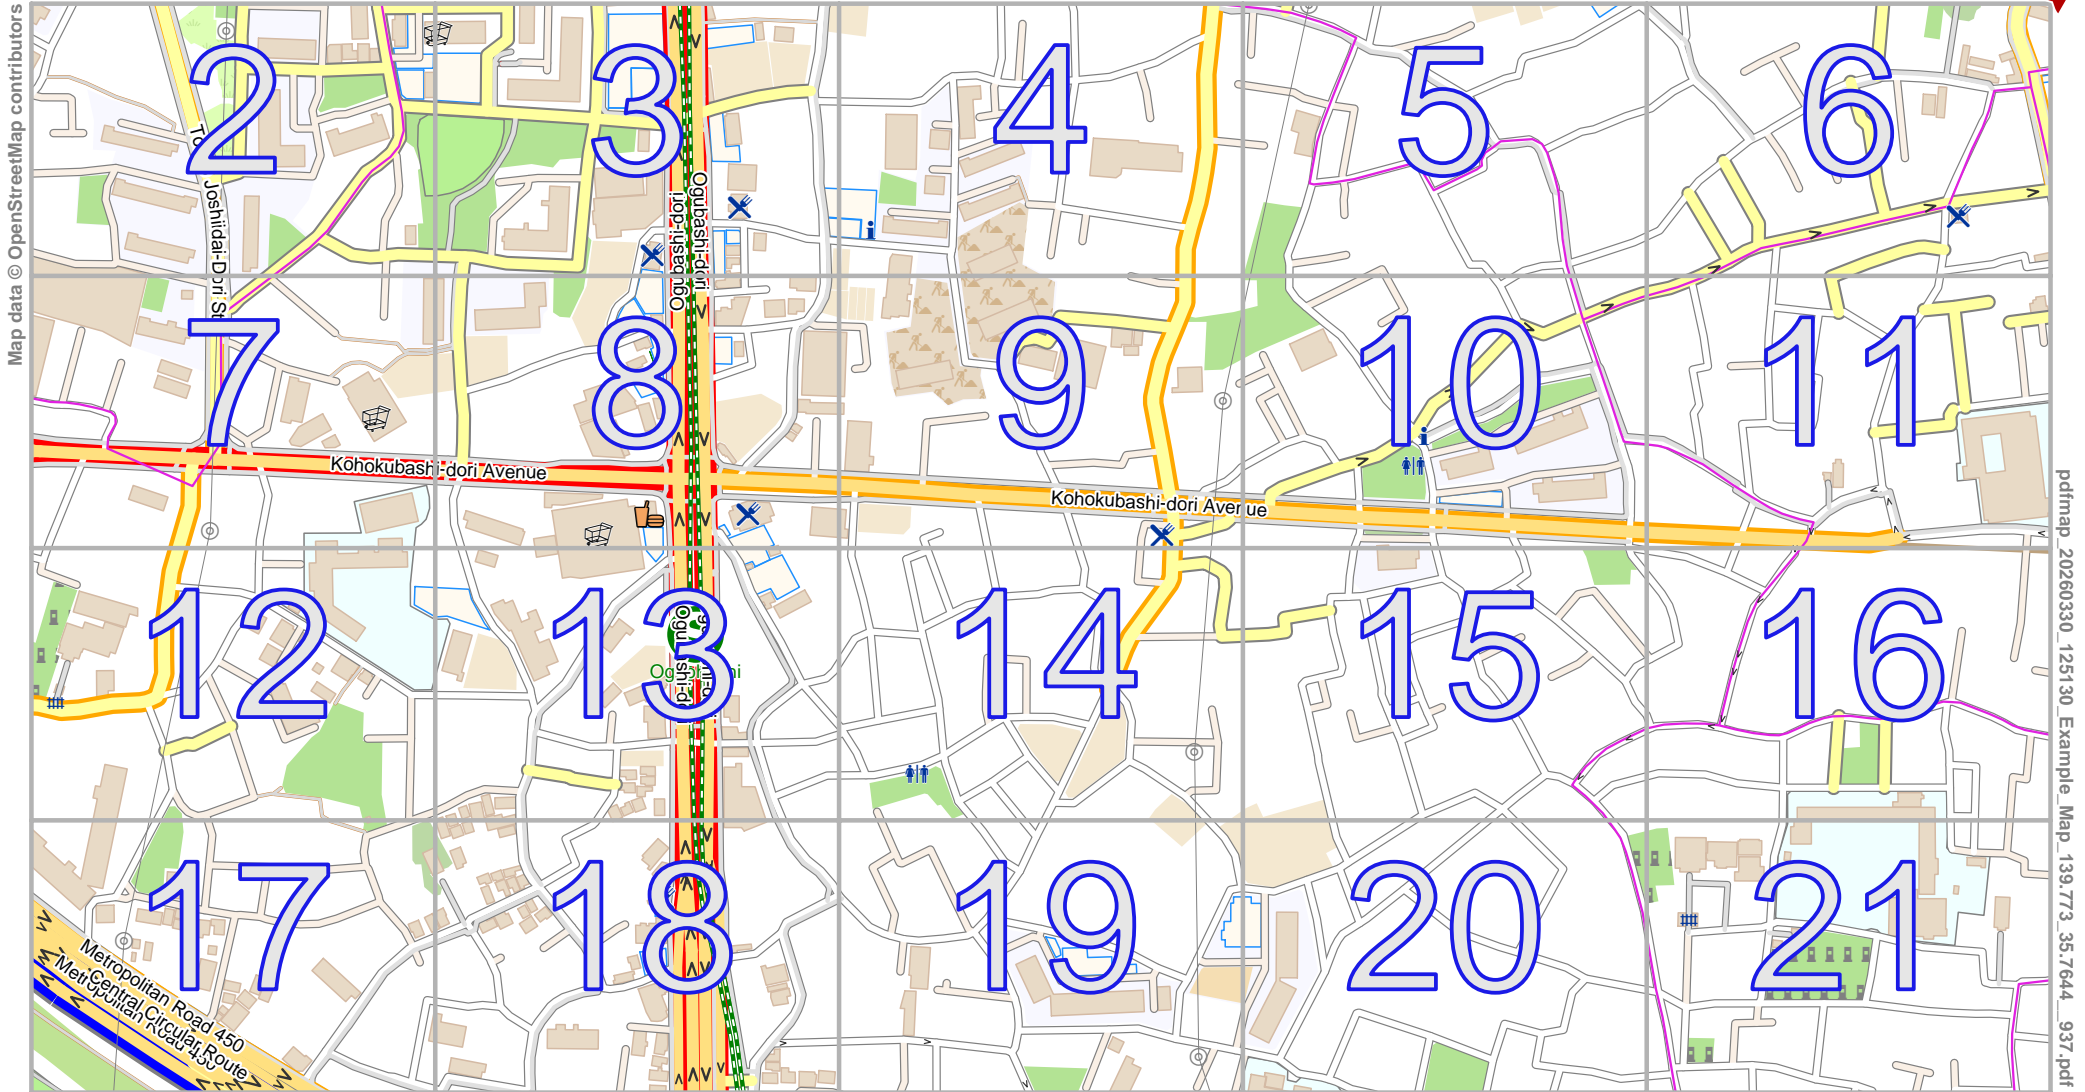 Map data © OpenStreetMap contributors
2
3
4
5
6
Joshiidai-Dori St
Ogubashi-dori
Ogubashi-dori
7
8
9
10
11
Kohokubashi-dori Avenue
Kohokubashi-dori Avenue
12
13
14
15
16
17
18
19
20
21
Metropolitan Road 450
Central Circular Route
Metropolitan Road 450
pdfmap_20260330_125130_Example_Map_139.773_35.7644__937.pdf